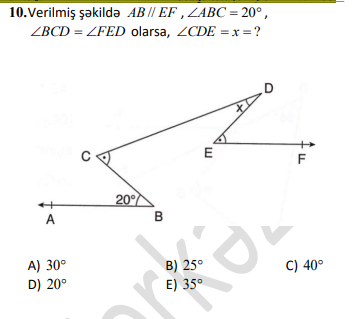 10.Verilmiş şəkildə AB // EF , ∠ABC = 20° ,
∠BCD = ∠FED olarsa, ∠CDE = x = ?
D
x
C
E
F
20°
A
B
A) 30° B) 25° C) 40°
D) 20° E) 35°